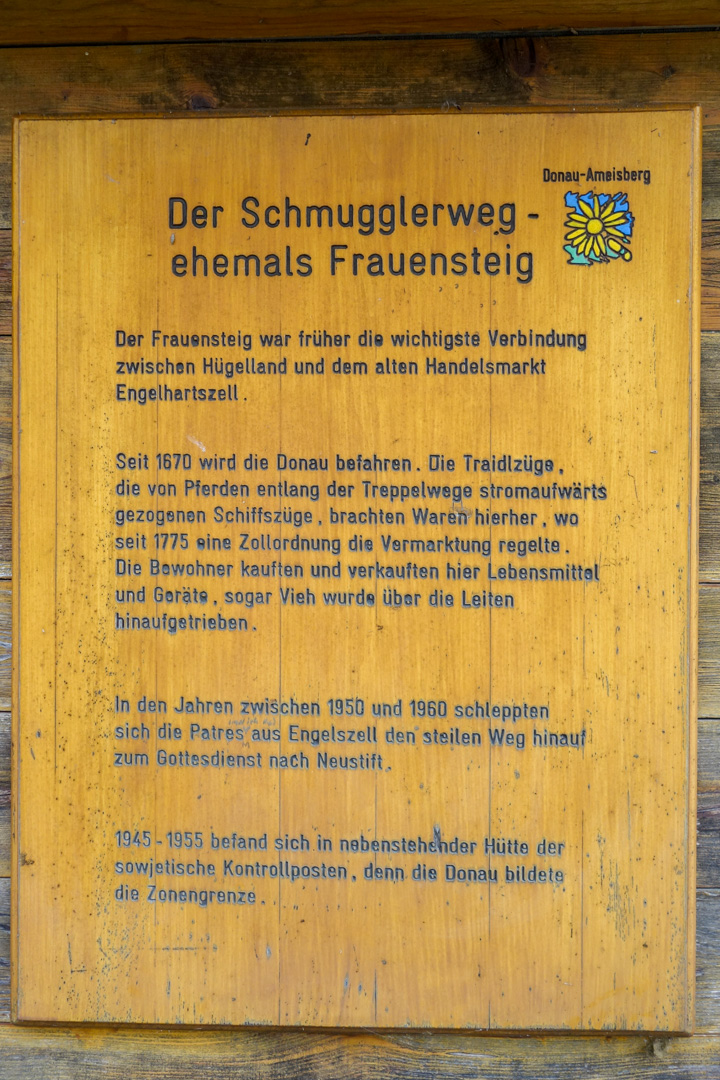 Donau-Ameisberg
Der Schmugglerweg -
ehemals Frauensteig
Der Frauensteig war früher die wichtigste Verbindung
zwischen Hügelland und dem alten Handelsmarkt
Engelhartszell.
Seit 1670 wird die Donau befahren. Die Traidlzüge,
die von Pferden entlang der Treppelwege stromaufwärts
gezogenen Schiffszüge, brachten Waren hierher, wo
seit 1775 eine Zollordnung die Vermarktung regelte.
Die Bewohner kauften und verkauften hier Lebensmittel
und Geräte, sogar Vieh wurde über die Leiten
hinaufgetrieben.
In den Jahren zwischen 1950 und 1960 schleppten
sich die Patres aus Engelszell den steilen Weg hinauf
zum Gottesdienst nach Neustift.
1945-1955 befand sich in nebenstehender Hütte der
sowjetische Kontrollposten, denn die Donau bildete
die Zonengrenze.